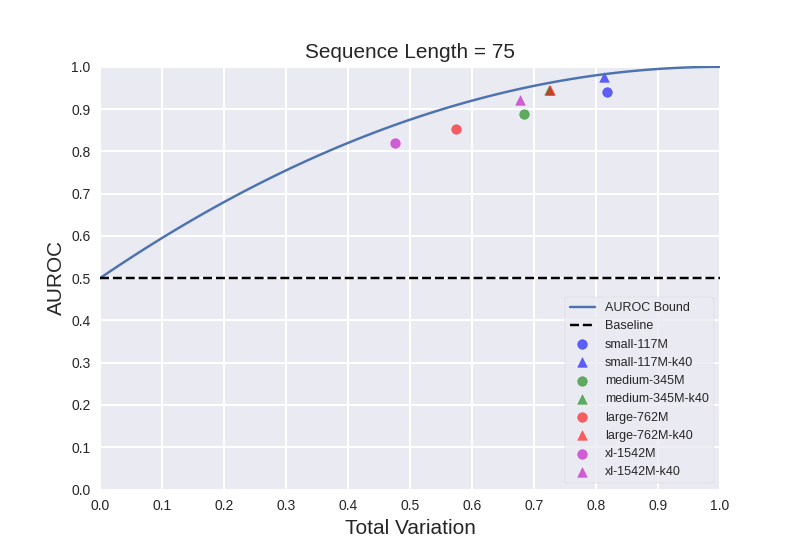 Sequence Length = 75
1.0
0.9
0.8
0.7
0.6
0.5
0.4
0.3
0.2
0.1
0.0
AUROC
AUROC Bound
Baseline
small-117M
small-117M-k40
medium-345M
medium-345M-k40
large-762M
large-762M-k40
xl-1542M
xl-1542M-k40
0.0 0.1 0.2 0.3 0.4 0.5 0.6 0.7 0.8 0.9 1.0
Total Variation